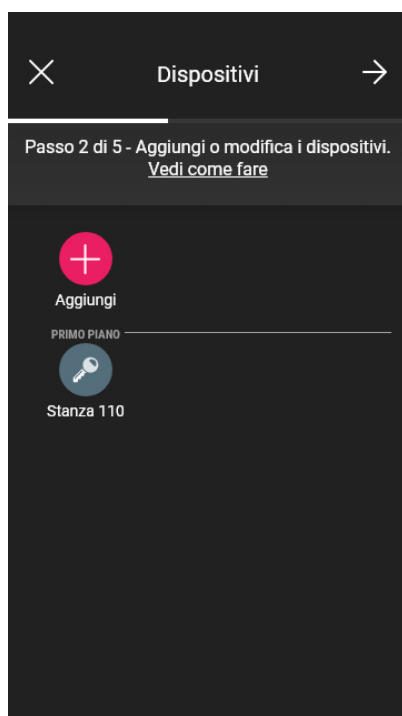 Dispositivi
Passo 2 di 5 - Aggiungi o modifica i dispositivi.
Vedi come fare
Aggiungi
PRIMO PIANO
Stanza 110